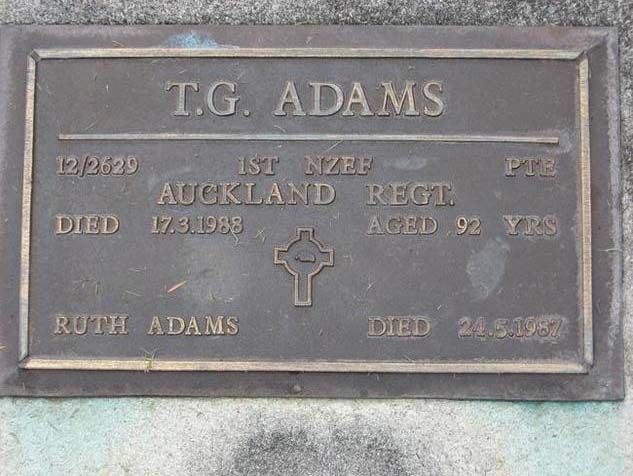 T.G. ADAMS
12/2629 1ST NZEF PTE
AUCKLAND REGT.
DIED 17.3.1988 AGED 92 YRS
RUTH ADAMS DIED 24.5.1987